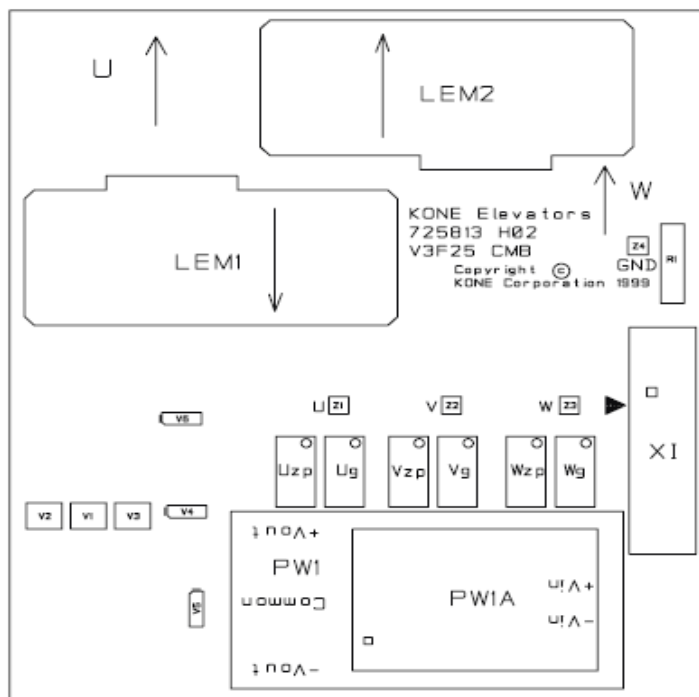 U
LEM2
W
KONE Elevators
725813 H02
V3F25 CMB
Copyright ©
KONE Corporation 1999
Z4
GND
R1
LEM1
XI
V6
U Z1
V Z2
W Z3
Uzp
Ug
Vzp
Vg
Wzp
Wg
V2
V1
V3
V4
V5
+Vout
PW1
Common
-Vout
PW1A
+Vin
-Vin